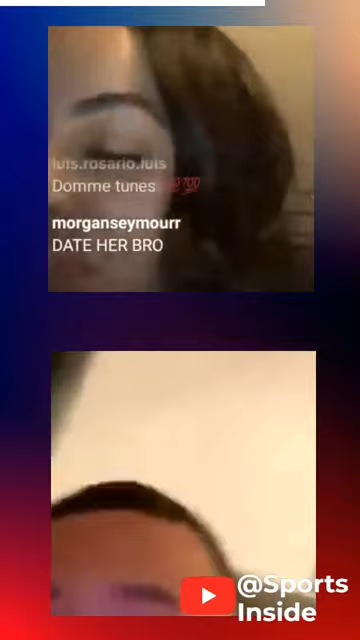 luis.rosario.luis
Domme tunes 💯💯
morganseymourr
DATE HER BRO
@Sports
Inside